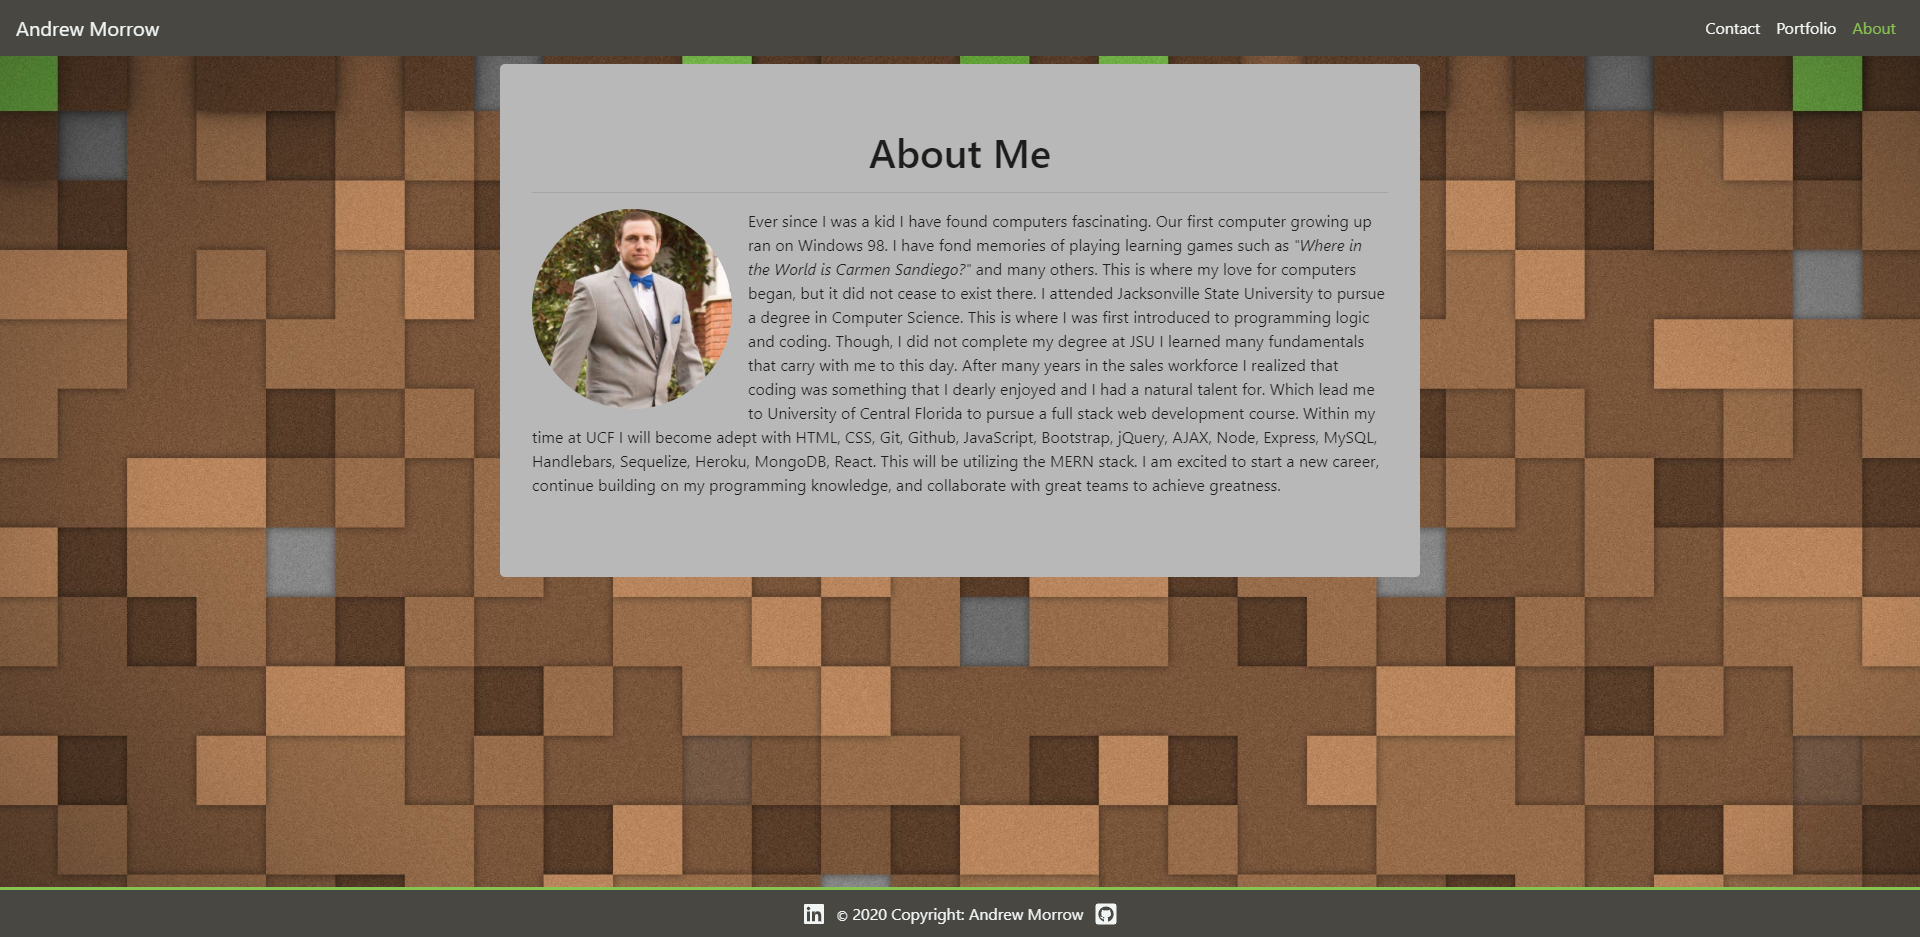 Andrew Morrow
Contact Portfolio About
About Me
Ever since I was a kid I have found computers fascinating. Our first computer growing up
ran on Windows 98. I have fond memories of playing learning games such as "Where in
the World is Carmen Sandiego?" and many others. This is where my love for computers
began, but it did not cease to exist there. I attended Jacksonville State University to pursue
a degree in Computer Science. This is where I was first introduced to programming logic
and coding. Though, I did not complete my degree at JSU I learned many fundamentals
that carry with me to this day. After many years in the sales workforce I realized that
coding was something that I dearly enjoyed and I had a natural talent for. Which lead me
to University of Central Florida to pursue a full stack web development course. Within my
time at UCF I will become adept with HTML, CSS, Git, Github, JavaScript, Bootstrap, jQuery, AJAX, Node, Express, MySQL,
Handlebars, Sequelize, Heroku, MongoDB, React. This will be utilizing the MERN stack. I am excited to start a new career,
continue building on my programming knowledge, and collaborate with great teams to achieve greatness.
in © 2020 Copyright: Andrew Morrow